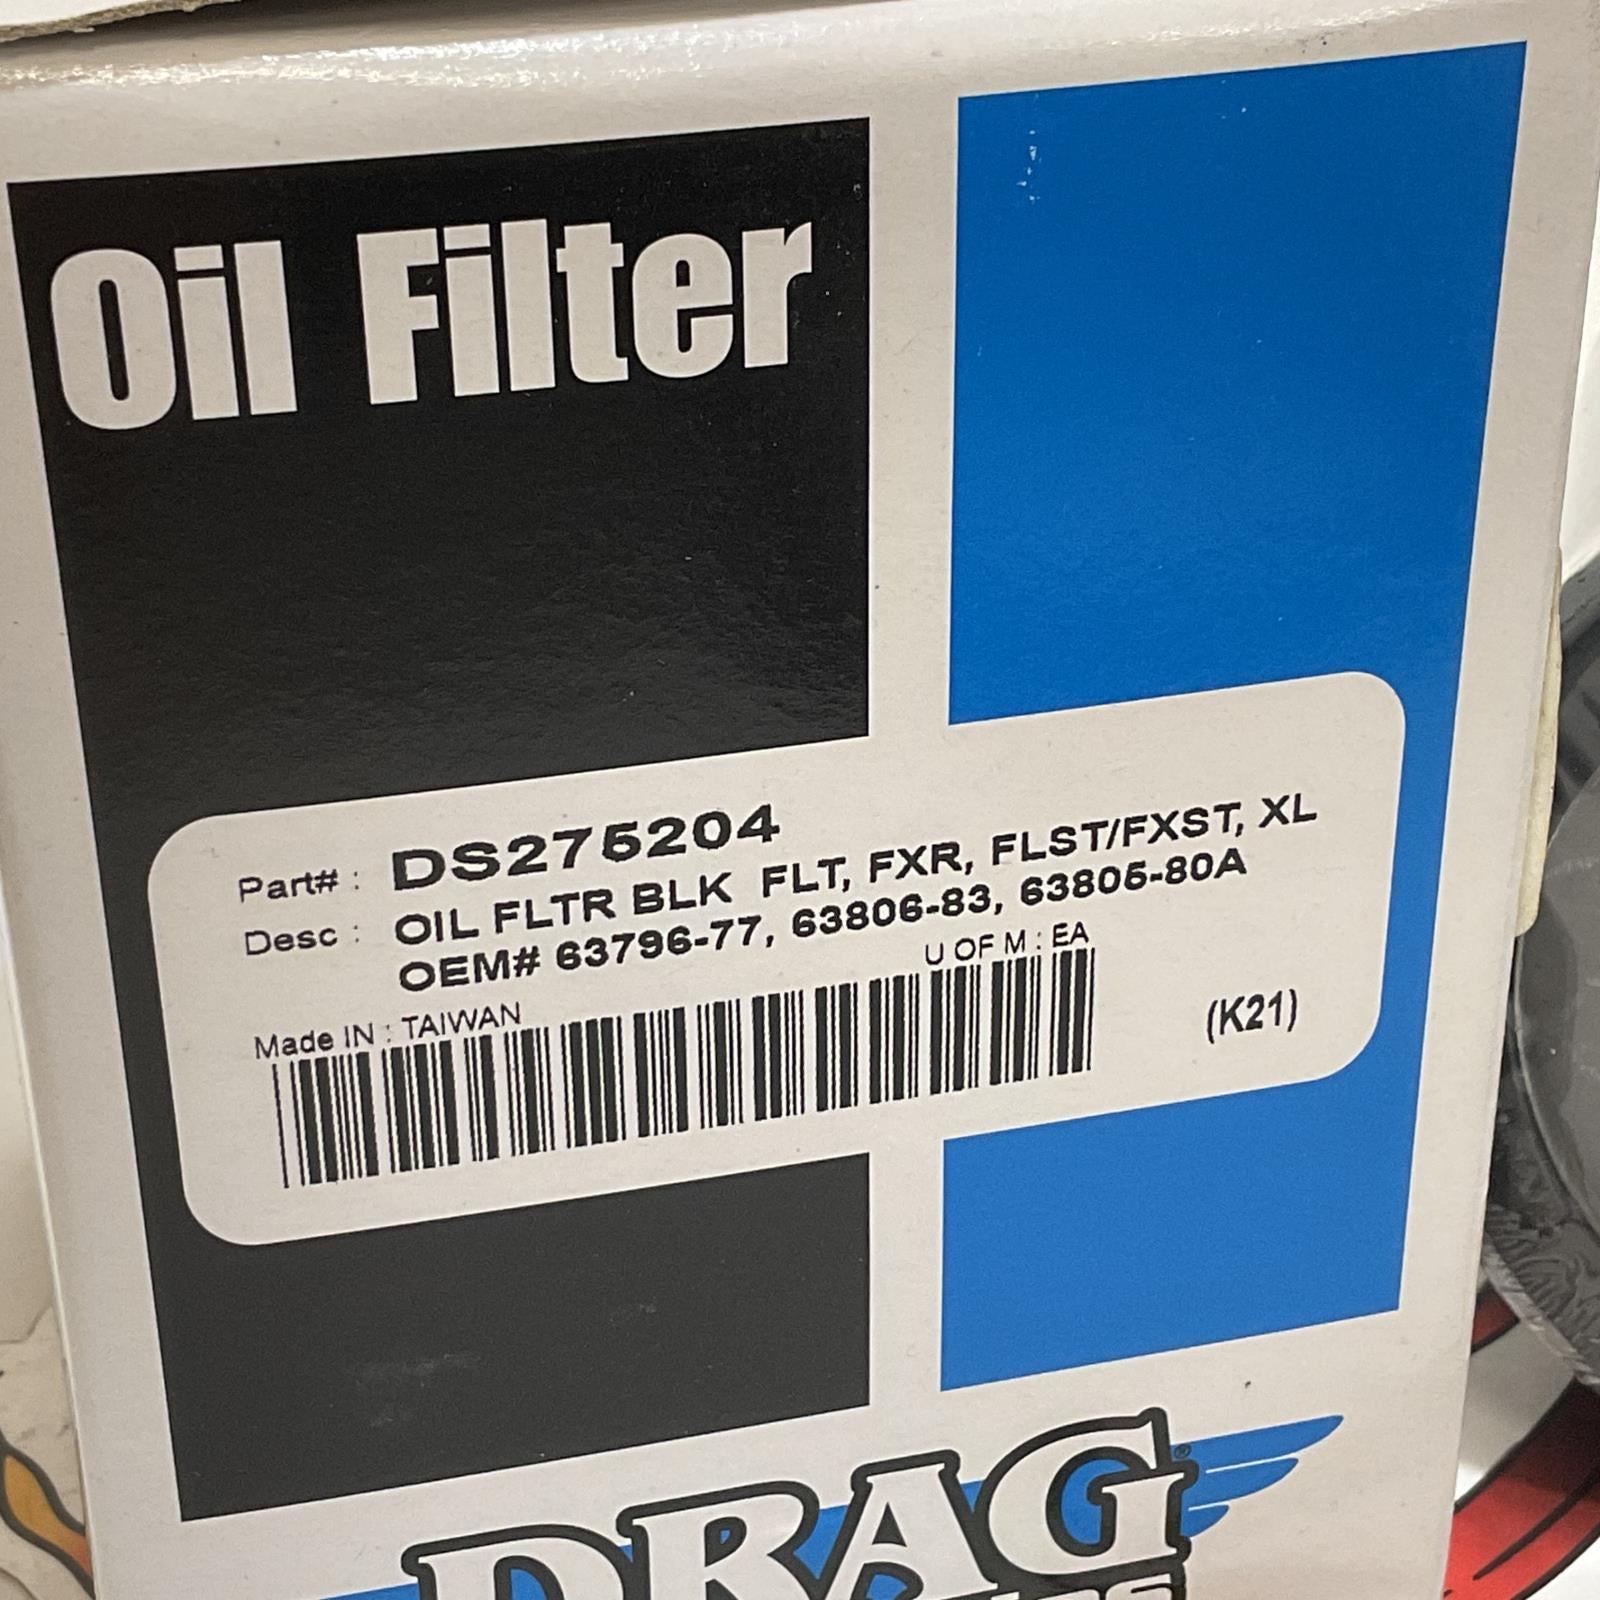 Oil Filter
Part# : DS275204
Desc : OIL FLTR BLK FLT, FXR, FLST/FXST, XL
OEM# 63796-77, 63806-83, 63805-80A
U OF M : EA
Made IN : TAIWAN
(K21)
DRAG